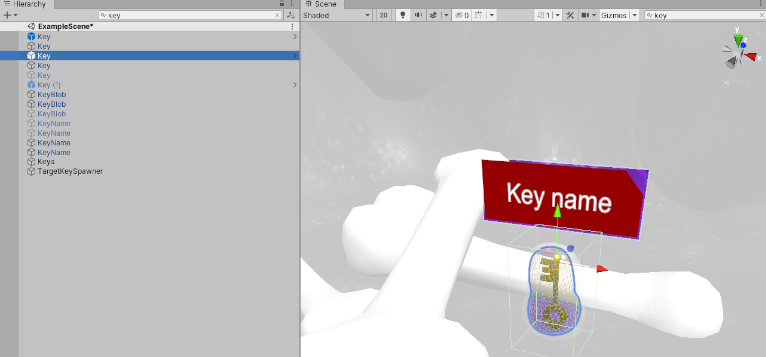 Hierarchy
key
ExampleScene*
Key
Key
Key
Key
Key
Key (1)
KeyBlob
KeyBlob
KeyBlob
KeyName
KeyName
KeyName
KeyName
Keys
TargetKeySpawner
Scene
Shaded 2D 0 1 Gizmos key
y
z
x
Key name